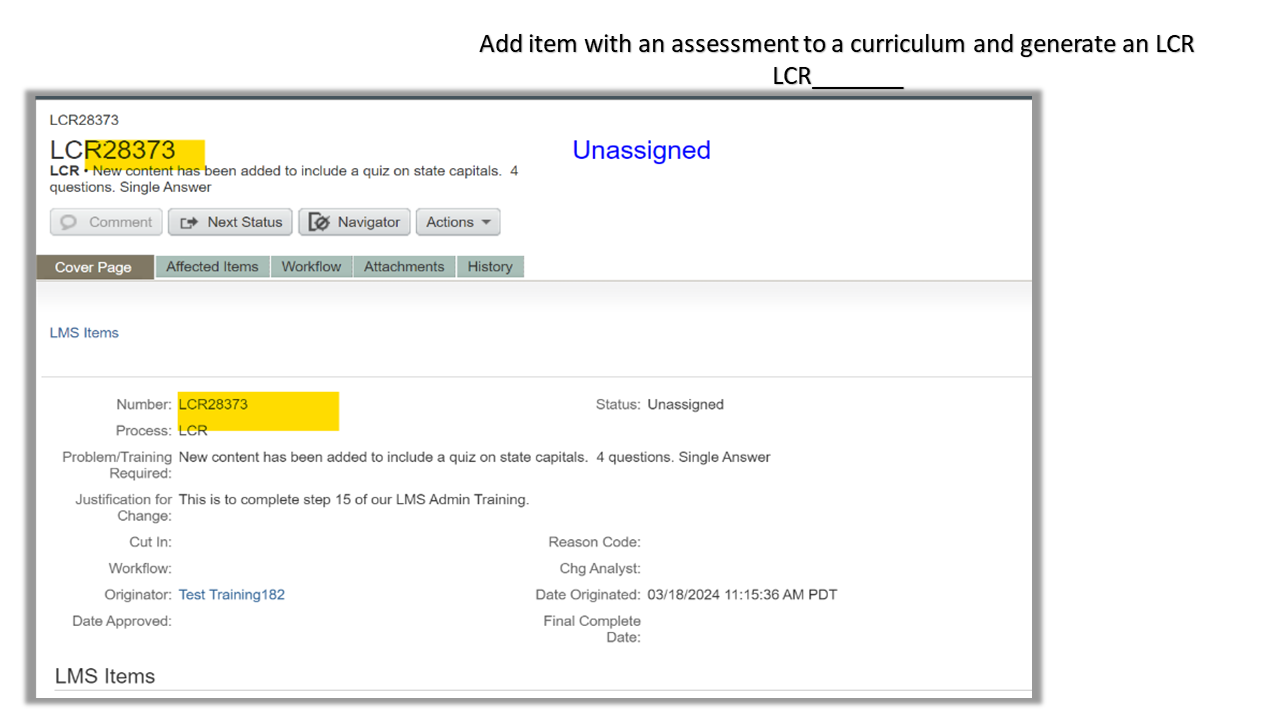 Add item with an assessment to a curriculum and generate an LCR
LCR_______
LCR28373
LCR28373
Unassigned
LCR • New content has been added to include a quiz on state capitals. 4
questions. Single Answer
Comment Next Status Navigator Actions
Cover Page Affected Items Workflow Attachments History
LMS Items
Number: LCR28373 Status: Unassigned
Process: LCR
Problem/Training New content has been added to include a quiz on state capitals. 4 questions. Single Answer
Required:
Justification for This is to complete step 15 of our LMS Admin Training.
Change:
Cut In: Reason Code:
Workflow: Chg Analyst:
Originator: Test Training182 Date Originated: 03/18/2024 11:15:36 AM PDT
Date Approved: Final Complete
Date:
LMS Items